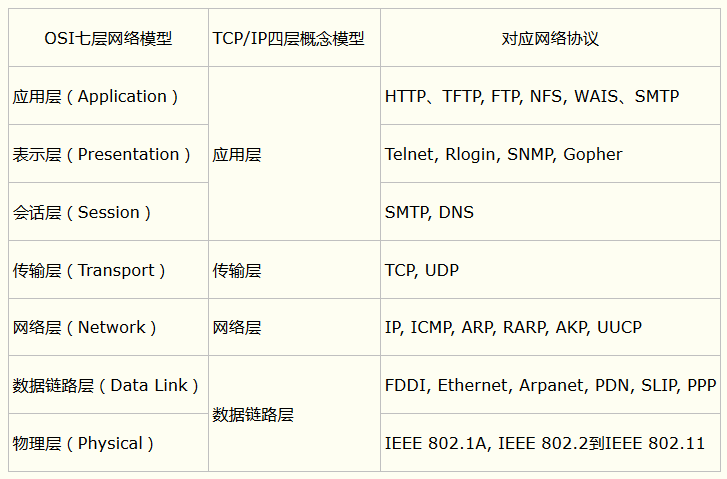 OSI七层网络模型 TCP/IP四层概念模型 对应网络协议
应用层（Application） HTTP、TFTP, FTP, NFS, WAIS、SMTP
表示层（Presentation） 应用层 Telnet, Rlogin, SNMP, Gopher
会话层（Session） SMTP, DNS
传输层（Transport） 传输层 TCP, UDP
网络层（Network） 网络层 IP, ICMP, ARP, RARP, AKP, UUCP
数据链路层（Data Link） FDDI, Ethernet, Arpanet, PDN, SLIP, PPP
数据链路层
物理层（Physical） IEEE 802.1A, IEEE 802.2到IEEE 802.11